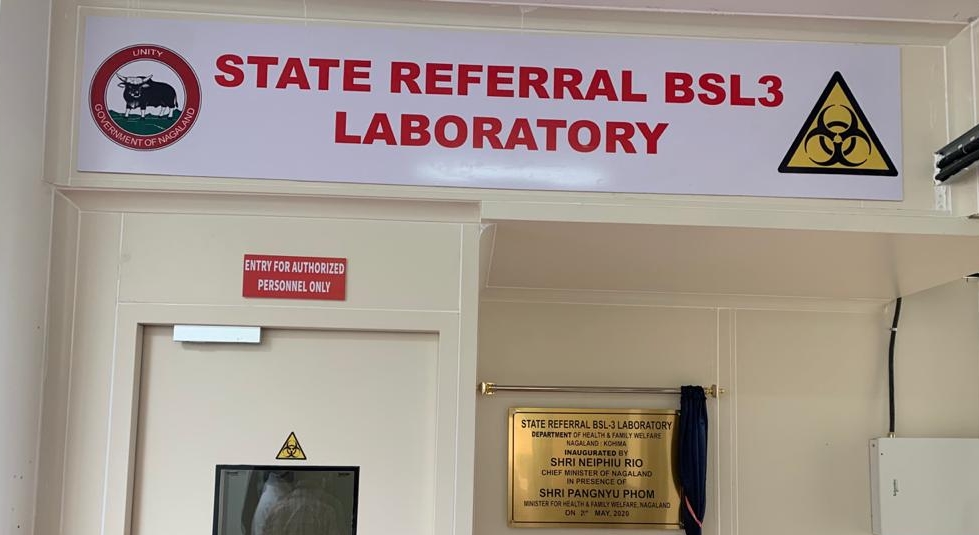 UNITY
GOVERNMENT OF NAGALAND
STATE REFERRAL BSL3
LABORATORY
ENTRY FOR AUTHORIZED
PERSONNEL ONLY
STATE REFERRAL BSL-3 LABORATORY
DEPARTMENT OF HEALTH & FAMILY WELFARE
NAGALAND : KOHIMA
INAUGURATED BY
SHRI NEIPHIU RIO
CHIEF MINISTER OF NAGALAND
IN PRESENCE OF
SHRI PANGNYU PHOM
MINISTER FOR HEALTH & FAMILY WELFARE, NAGALAND
ON MAY, 2020